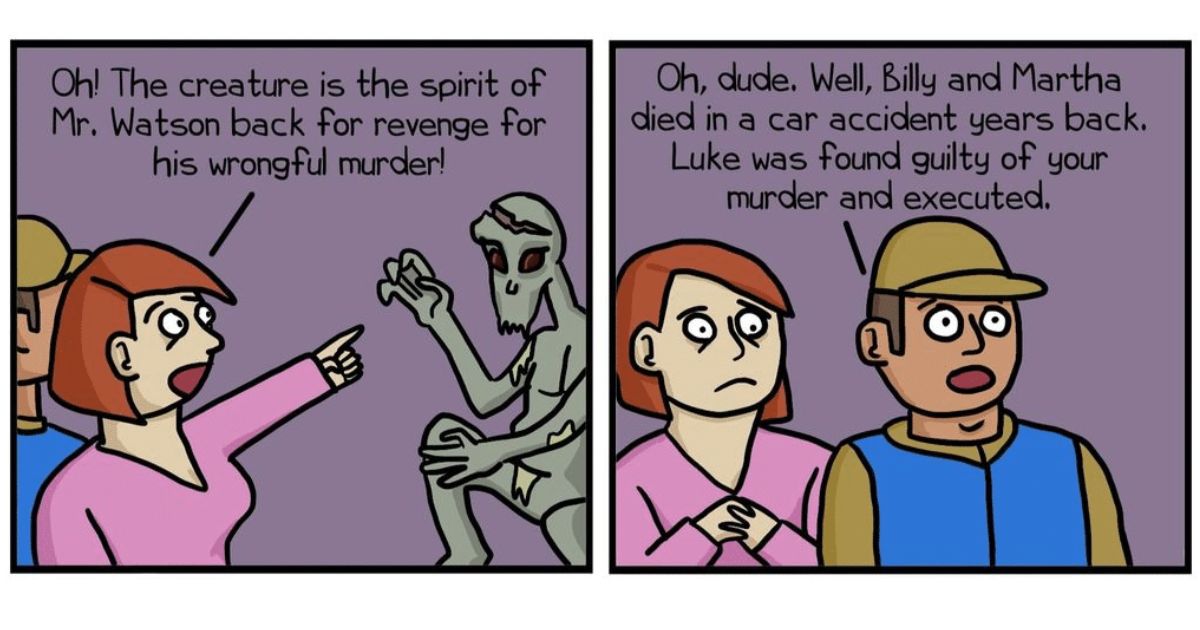 Oh! The creature is the spirit of
Mr. Watson back for revenge for
his wrongful murder!
Oh, dude. Well, Billy and Martha
died in a car accident years back.
Luke was found guilty of your
murder and executed.